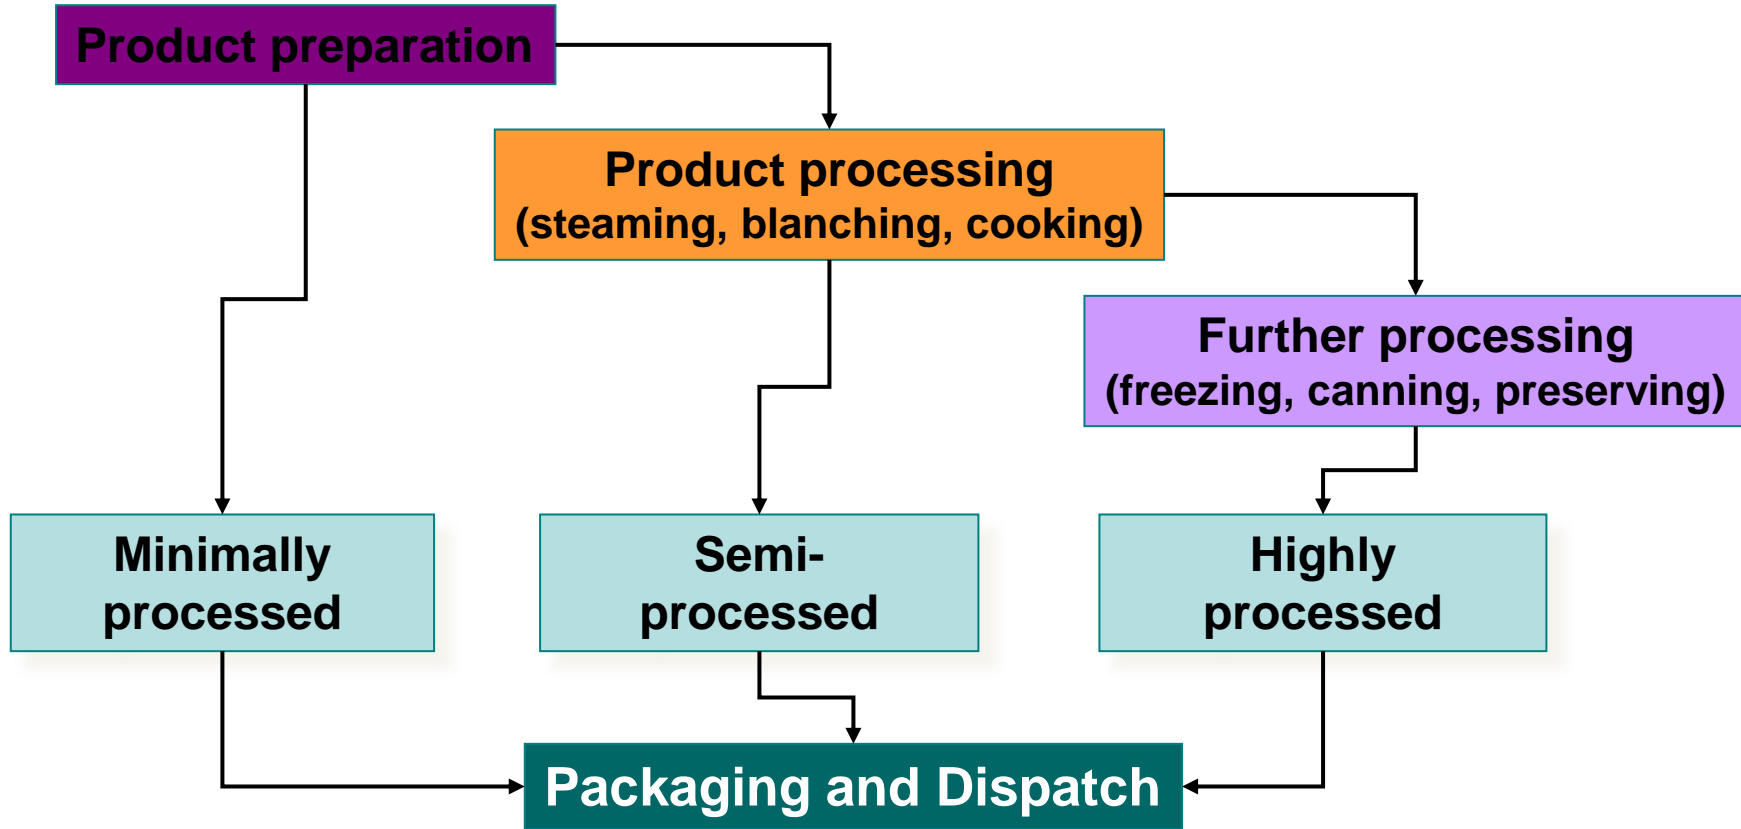 Product preparation
Product processing
(steaming, blanching, cooking)
Further processing
(freezing, canning, preserving)
Minimally
processed
Semi-
processed
Highly
processed
Packaging and Dispatch